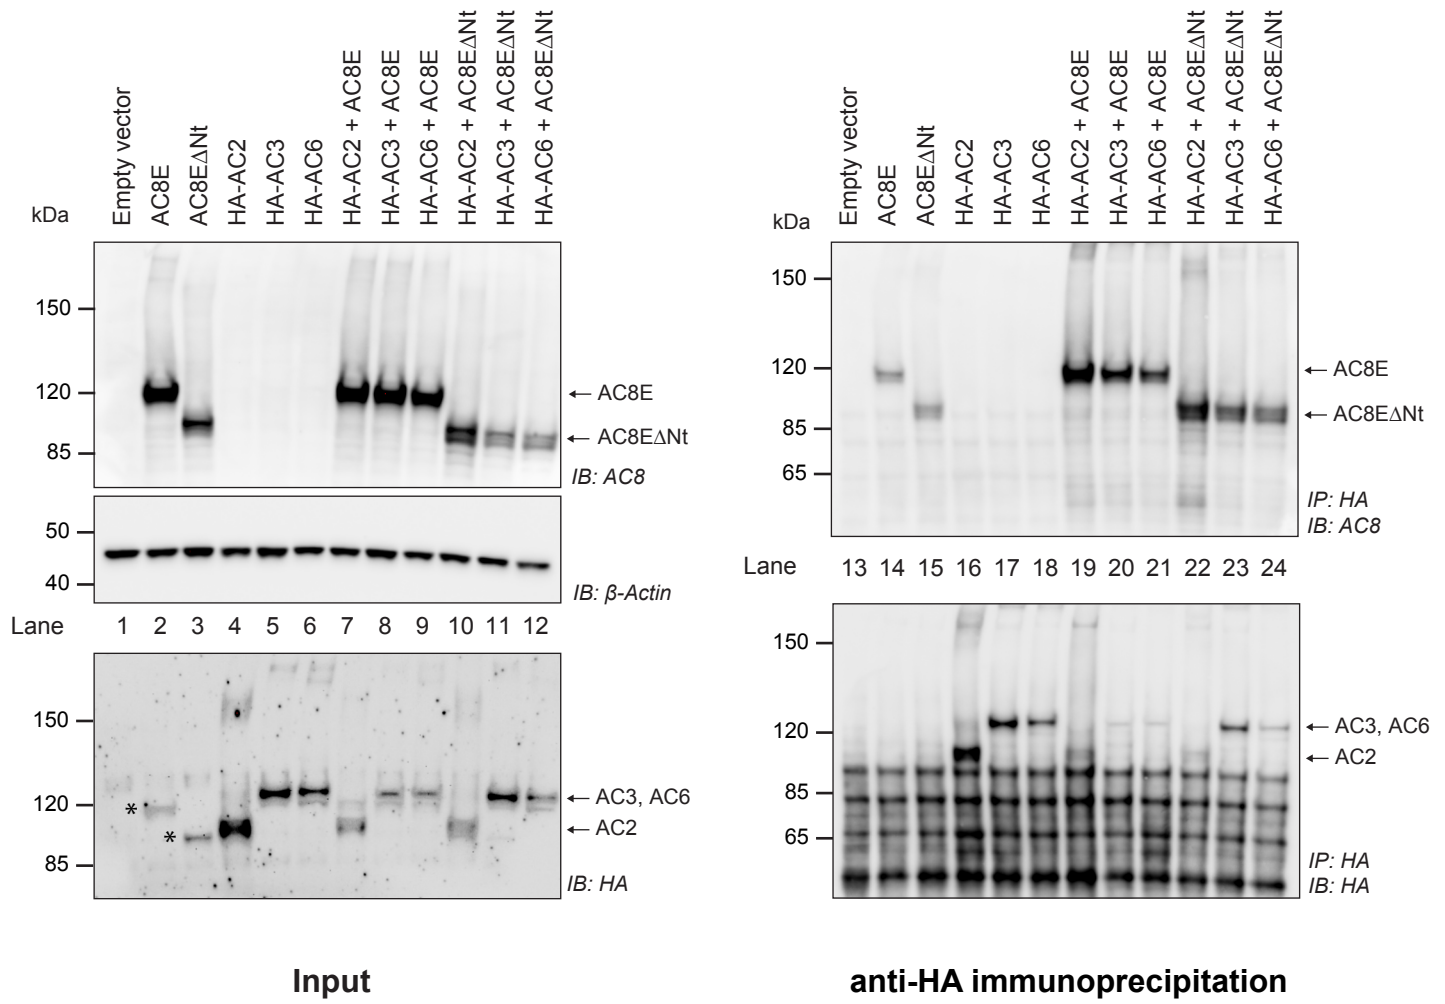 Empty vector
AC8E
AC8EΔNt
HA-AC2
HA-AC3
HA-AC6
HA-AC2 + AC8E
HA-AC3 + AC8E
HA-AC6 + AC8E
HA-AC2 + AC8EΔNt
HA-AC3 + AC8EΔNt
HA-AC6 + AC8EΔNt
kDa
150
120 ← AC8E
← AC8EΔNt
85
IB: AC8
50
40
IB: β-Actin
Lane 1 2 3 4 5 6 7 8 9 10 11 12
150
120 * ← AC3, AC6
* ← AC2
85
IB: HA
Input
Empty vector
AC8E
AC8EΔNt
HA-AC2
HA-AC3
HA-AC6
HA-AC2 + AC8E
HA-AC3 + AC8E
HA-AC6 + AC8E
HA-AC2 + AC8EΔNt
HA-AC3 + AC8EΔNt
HA-AC6 + AC8EΔNt
kDa
150
120 ← AC8E
← AC8EΔNt
85
65
IP: HA
IB: AC8
Lane 13 14 15 16 17 18 19 20 21 22 23 24
150
120 ← AC3, AC6
← AC2
85
65
IP: HA
IB: HA
anti-HA immunoprecipitation